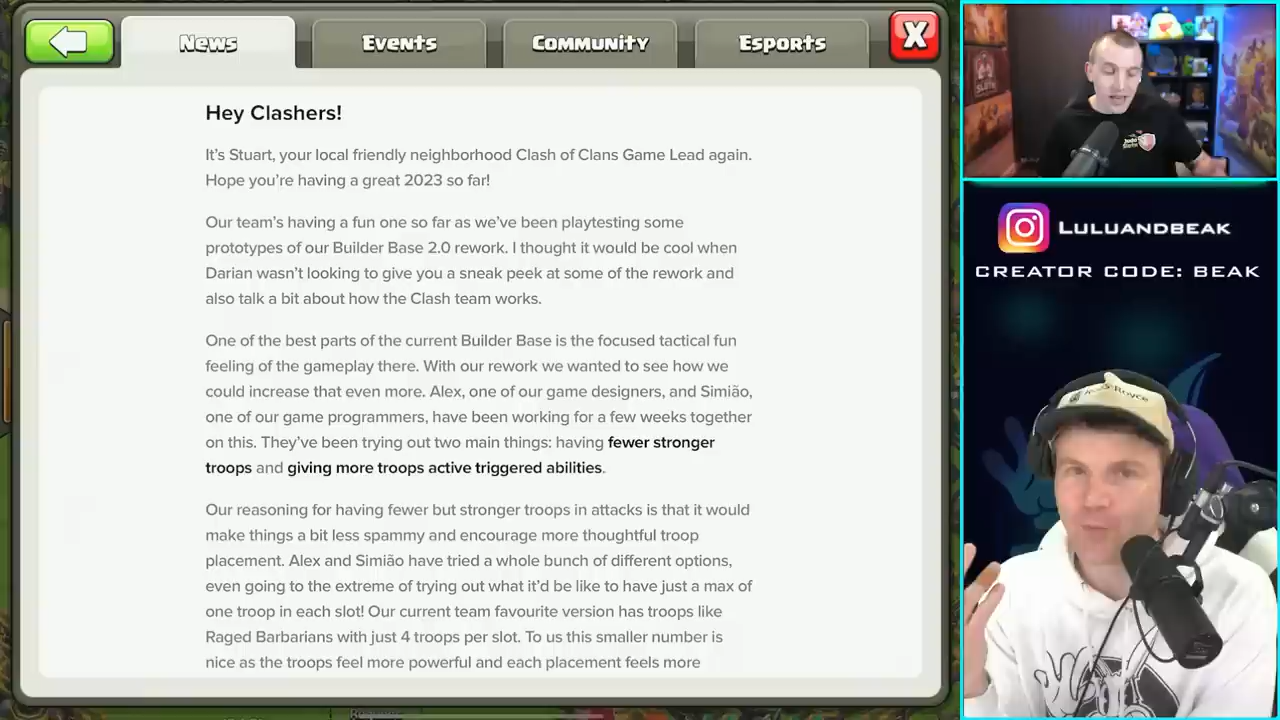 News
Events
Community
Esports
X
Hey Clashers!
It's Stuart, your local friendly neighborhood Clash of Clans Game Lead again.
Hope you're having a great 2023 so far!
Our team's having a fun one so far as we've been playtesting some
prototypes of our Builder Base 2.0 rework. I thought it would be cool when
Darian wasn't looking to give you a sneak peek at some of the rework and
also talk a bit about how the Clash team works.
One of the best parts of the current Builder Base is the focused tactical fun
feeling of the gameplay there. With our rework we wanted to see how we
could increase that even more. Alex, one of our game designers, and Simião,
one of our game programmers, have been working for a few weeks together
on this. They've been trying out two main things: having fewer stronger
troops and giving more troops active triggered abilities.
Our reasoning for having fewer but stronger troops in attacks is that it would
make things a bit less spammy and encourage more thoughtful troop
placement. Alex and Simião have tried a whole bunch of different options,
even going to the extreme of trying out what it'd be like to have just a max of
one troop in each slot! Our current team favourite version has troops like
Raged Barbarians with just 4 troops per slot. To us this smaller number is
nice as the troops feel more powerful and each placement feels more
Luluandbeak
CREATOR CODE: BEAK